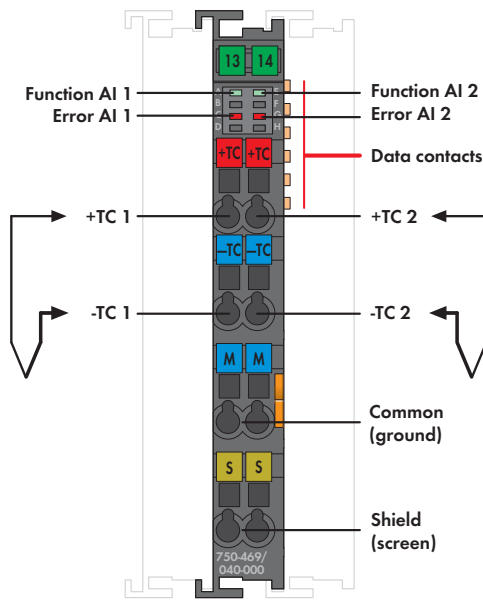 13 14
Function AI 1
Function AI 2
A E
Error AI 1
Error AI 2
B F
C G
D H
+TC +TC
Data contacts
+TC 1
+TC 2
–TC –TC
-TC 1
-TC 2
M M
Common
(ground)
S S
Shield
(screen)
750-469/
040-000